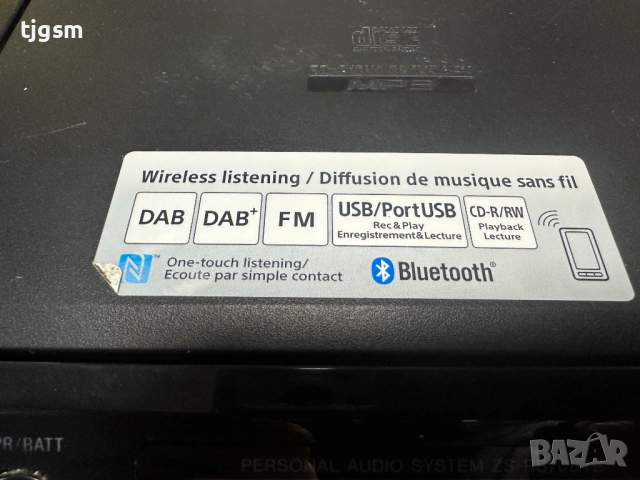 tjgsm
disc
MP3
Wireless listening / Diffusion de musique sans fil
DAB
DAB+
FM
USB/PortUSB
Rec&Play
Enregistrement&Lecture
CD-R/RW
Playback
Lecture
One-touch listening/
Ecoute par simple contact
Bluetooth®
PR/BATT
PERSONAL AUDIO SYSTEM
BAZAR